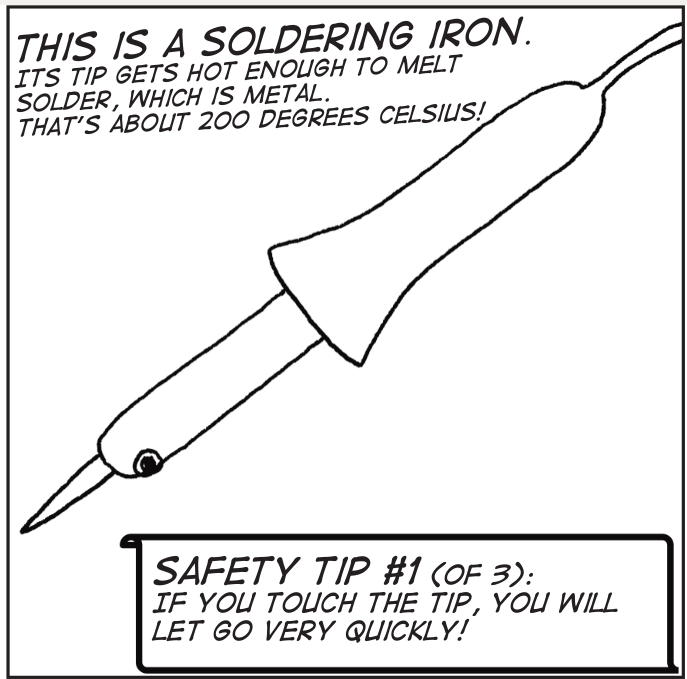 THIS IS A SOLDERING IRON.
ITS TIP GETS HOT ENOUGH TO MELT
SOLDER, WHICH IS METAL.
THAT'S ABOUT 200 DEGREES CELSIUS!
SAFETY TIP #1 (OF 3):
IF YOU TOUCH THE TIP, YOU WILL
LET GO VERY QUICKLY!